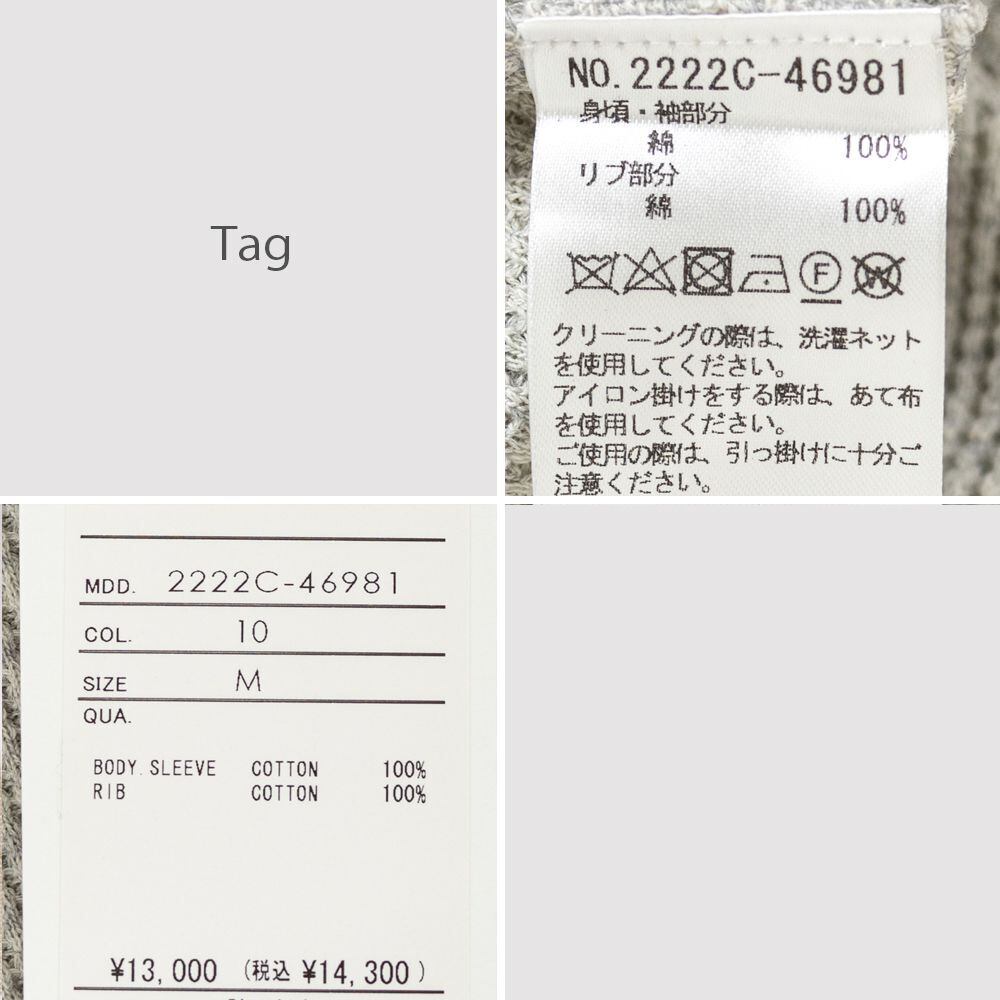 Tag
NO.2222C-46981
身頃・袖部分
綿 100%
リブ部分
綿 100%
F W
クリーニングの際は、洗濯ネット
を使用してください。
アイロン掛けをする際は、あて布
を使用してください。
ご使用の際は、引っ掛けに十分ご
注意ください。
MDD. 2222C-46981
COL. 10
SIZE M
QUA.
BODY.SLEEVE COTTON 100%
RIB COTTON 100%
¥13,000 (税込 ¥14,300)